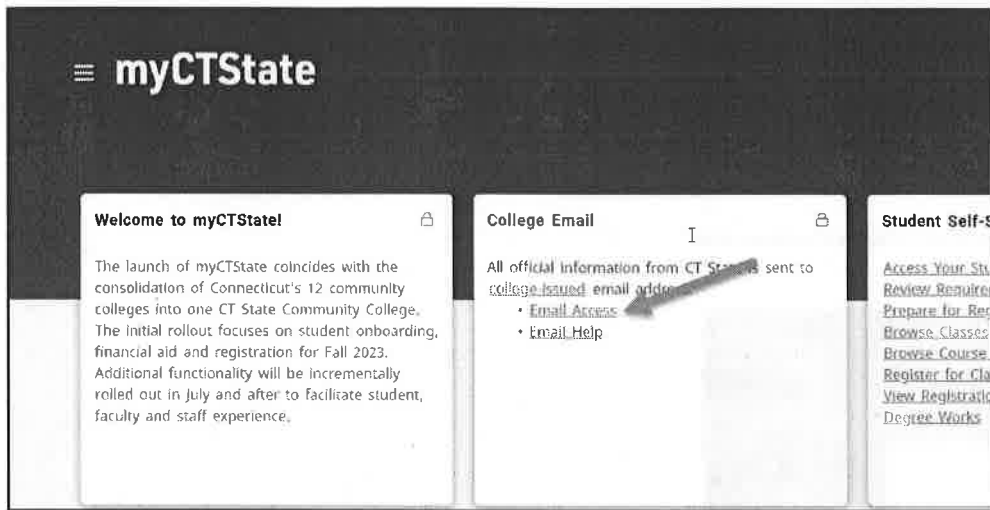 myCTState
Welcome to myCTState!
The launch of myCTState coincides with the
consolidation of Connecticut's 12 community
colleges into one CT State Community College.
The initial rollout focuses on student onboarding,
financial aid and registration for Fall 2023.
Additional functionality will be incrementally
rolled out in July and after to facilitate student,
faculty and staff experience.
College Email
All official information from CT sent to
college-issued email
• Email Access
• Email Help
Student Self-S
Access Your Stu
Review Require
Prepare for Reg
Browse Classes
Browse Course
Register for Cla
View Registratio
Degree Works